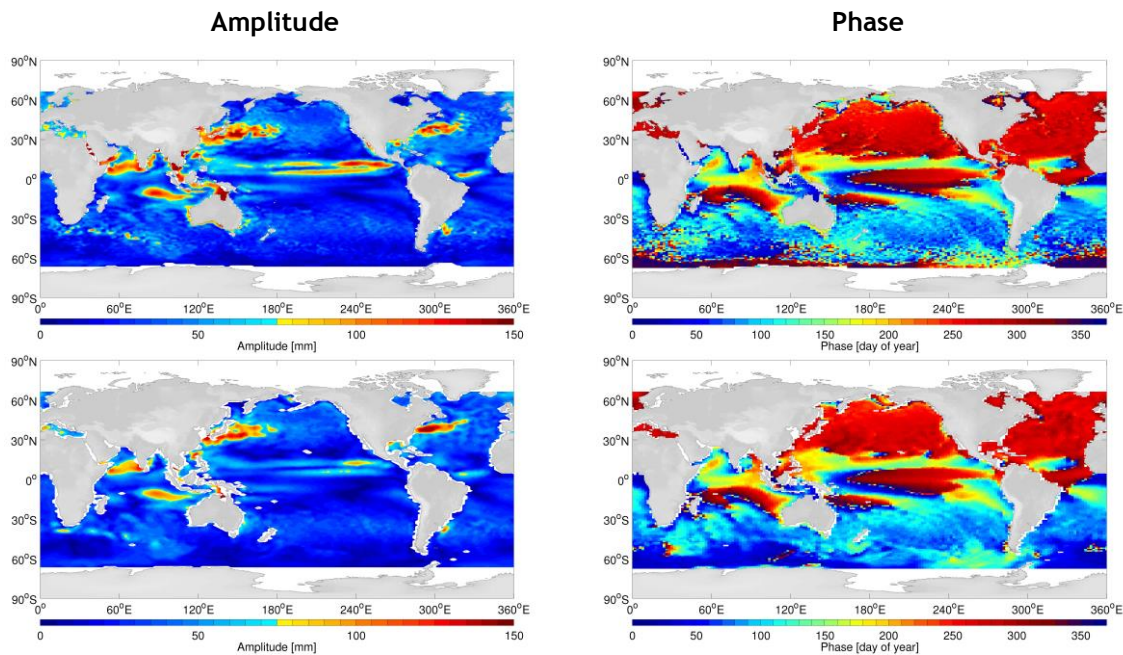 Amplitude Phase
90°N 90°N
60°N 60°N
30°N 30°N
0° 0°
30°S 30°S
60°S 60°S
90°S 90°S
0° 60°E 120°E 180°E 240°E 300°E 360°E 0° 60°E 120°E 180°E 240°E 300°E 360°E
0 50 100 150 0 50 100 150 200 250 300 350
Amplitude [mm] Phase [day of year]
90°N 90°N
60°N 60°N
30°N 30°N
0° 0°
30°S 30°S
60°S 60°S
90°S 90°S
0° 60°E 120°E 180°E 240°E 300°E 360°E 0° 60°E 120°E 180°E 240°E 300°E 360°E
0 50 100 150 0 50 100 150 200 250 300 350
Amplitude [mm] Phase [day of year]